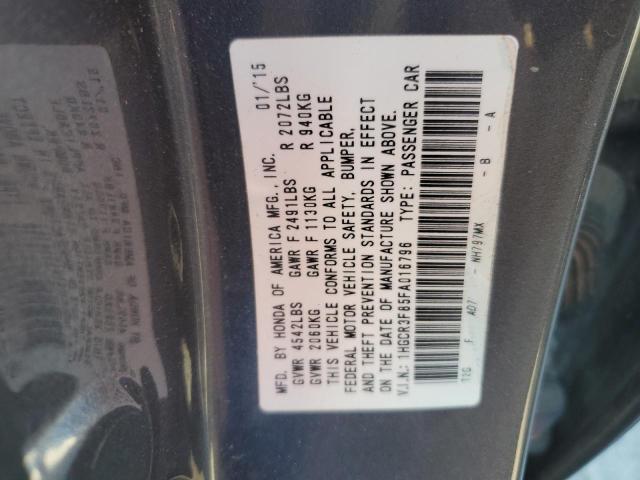 MFD. BY HONDA OF AMERICA MFG., INC. 01/'15
GVWR 4542LBS GAWR F 2491LBS R 2072LBS
GVWR 2060KG GAWR F 1130KG R 940KG
THIS VEHICLE CONFORMS TO ALL APPLICABLE
FEDERAL MOTOR VEHICLE SAFETY, BUMPER,
AND THEFT PREVENTION STANDARDS IN EFFECT
ON THE DATE OF MANUFACTURE SHOWN ABOVE.
V.I.N.: 1HGCR3F85FA016796 TYPE: PASSENGER CAR
T2G F A07 - NH797MX - B - A